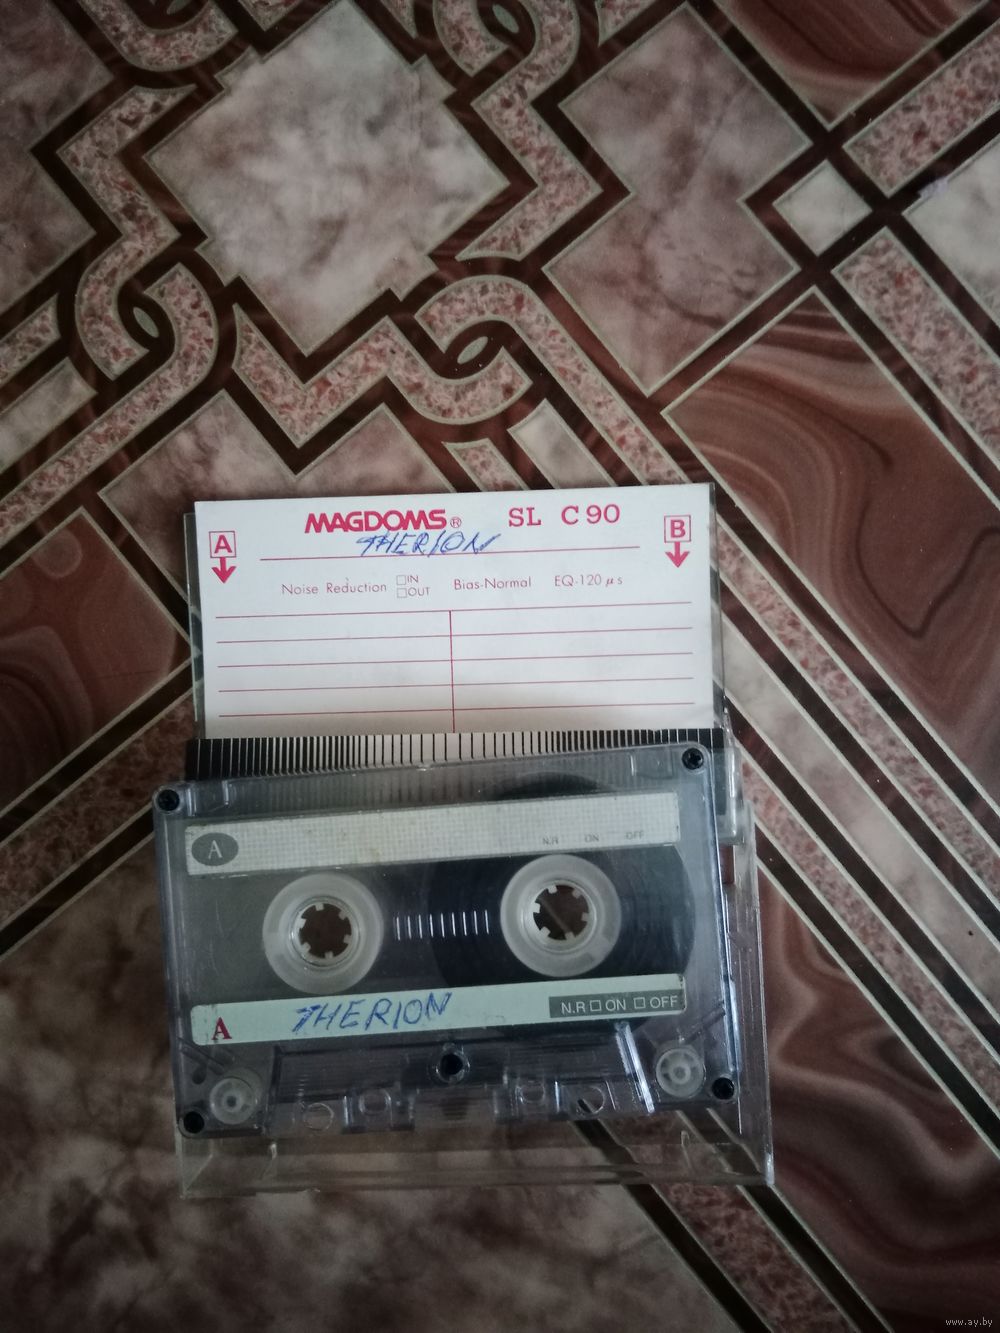 MAGDOMS® SL C90
A
B
THERION
Noise Reduction □IN □OUT Bias-Normal EQ-120 µs
A
N.R ON OFF
A
THERION
N.R □ ON □ OFF
www.ay.by